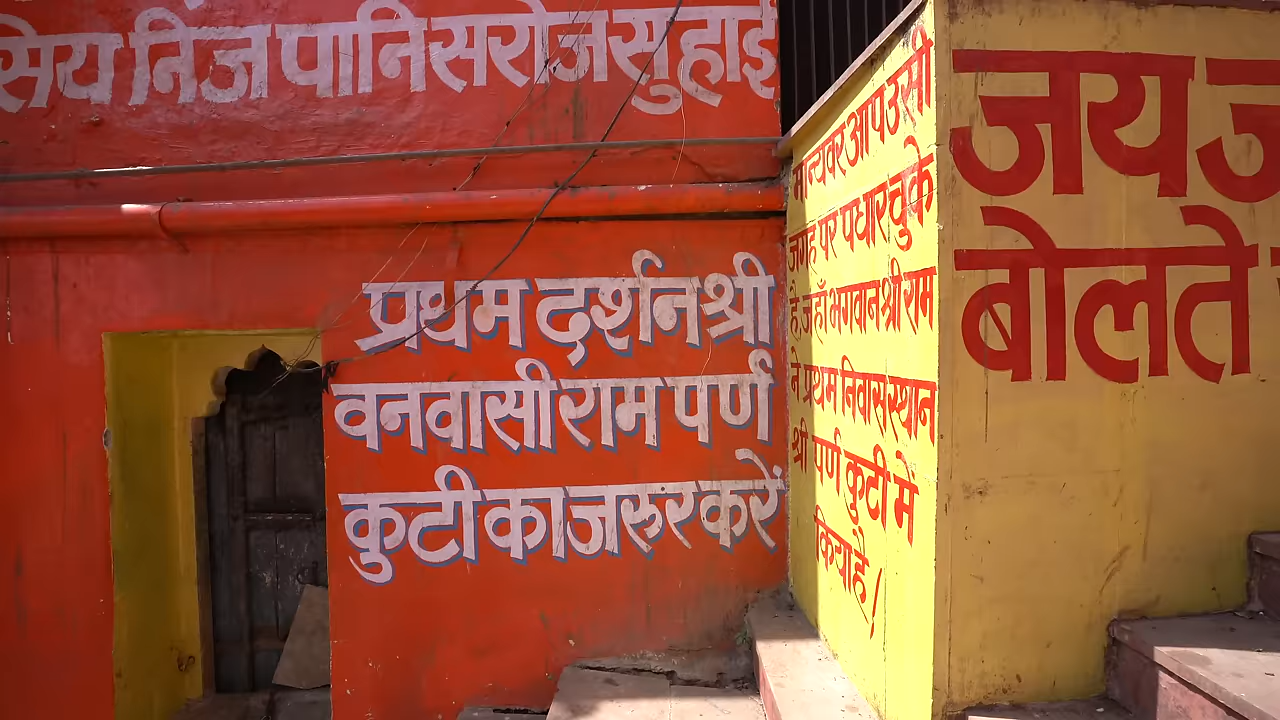 सिय निज पानि सरोज सुहाई
प्रथम दर्शन श्री
वनवासी राम पर्ण
कुटी का जरुर करें
मान्यवर आप उसी
जगह पर पधार चुके
है, जहाँ भगवान श्री राम
ने प्रथम निवास स्थान
श्री पर्ण कुटी में
किया है।
जय
बोलते